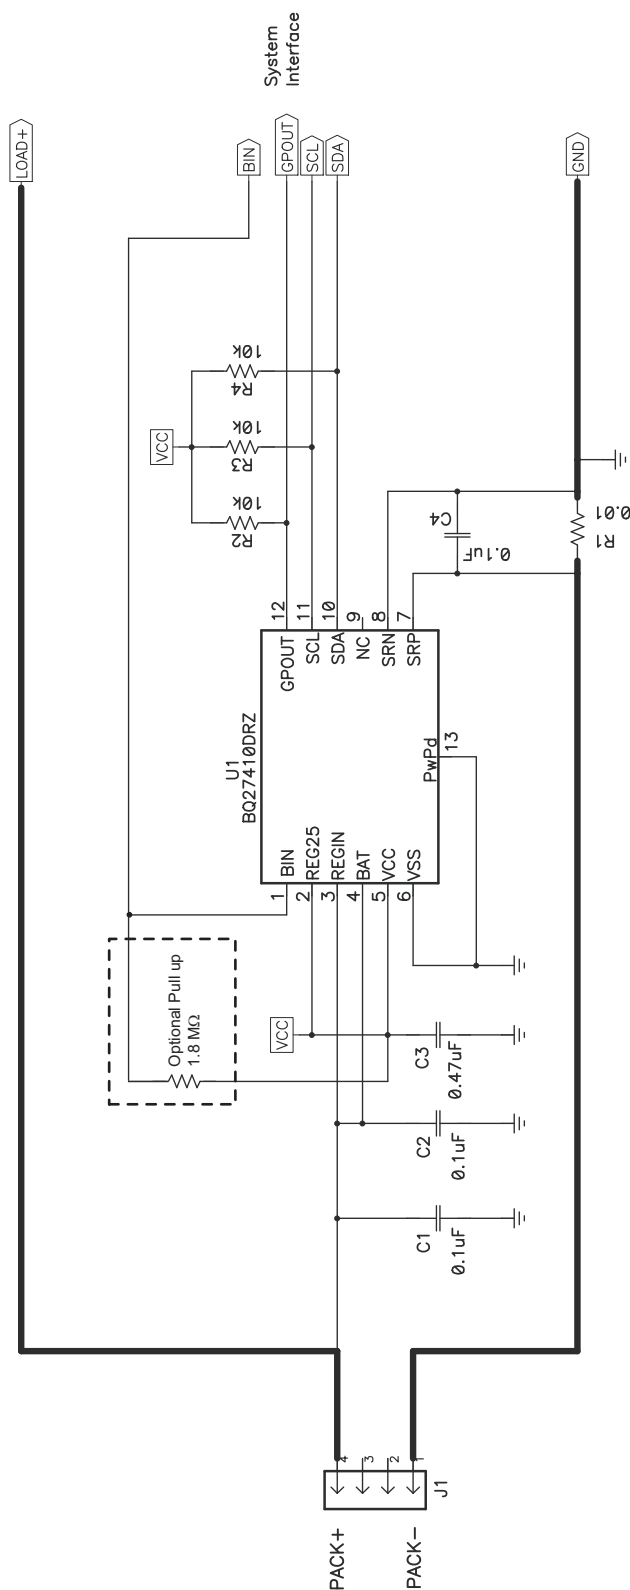 LOAD+
System
Interface
BIN
GPOUT
SCL
SDA
GND
VCC
R4
10k
R3
10k
R2
10k
C4
0.1uF
R1
0.01
U1
BQ27410DRZ
GPOUT
12
SCL
11
SDA
10
NC
9
SRN
8
SRP
7
PwPd
13
1
BIN
2
REG25
3
REGIN
4
BAT
5
VCC
6
VSS
Optional Pull up
1.8 MΩ
VCC
C3
0.47uF
C2
0.1uF
C1
0.1uF
PACK+
PACK-
4
3
2
1
J1